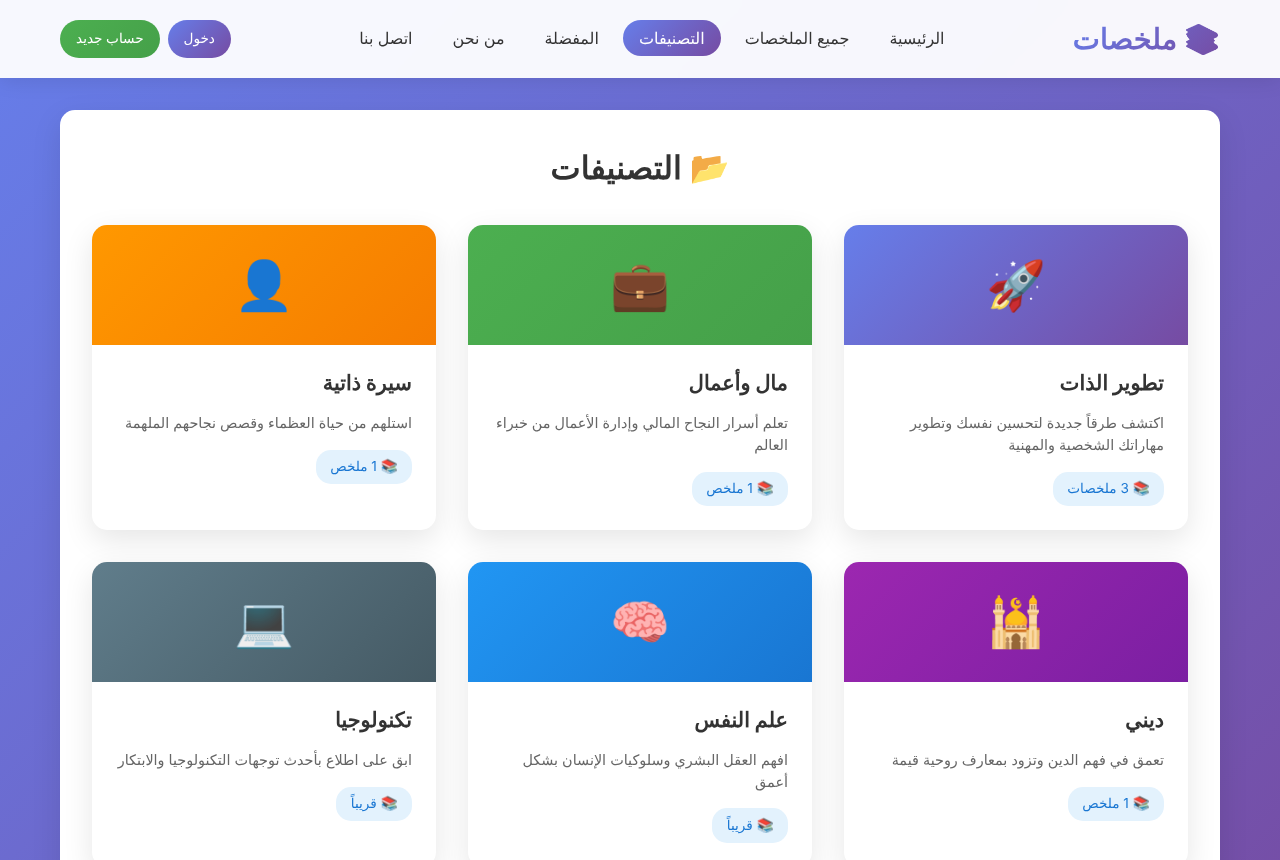 ملخصات
الرئيسية
جميع الملخصات
التصنيفات
المفضلة
من نحن
اتصل بنا
دخول
حساب جديد
📂 التصنيفات
تطوير الذات
اكتشف طرقاً جديدة لتحسين نفسك وتطوير
مهاراتك الشخصية والمهنية
📚 3 ملخصات
مال وأعمال
تعلم أسرار النجاح المالي وإدارة الأعمال من خبراء
العالم
📚 1 ملخص
سيرة ذاتية
استلهم من حياة العظماء وقصص نجاحهم الملهمة
📚 1 ملخص
ديني
تعمق في فهم الدين وتزود بمعارف روحية قيمة
📚 1 ملخص
علم النفس
افهم العقل البشري وسلوكيات الإنسان بشكل
أعمق
📚 قريباً
تكنولوجيا
ابق على اطلاع بأحدث توجهات التكنولوجيا والابتكار
📚 قريباً